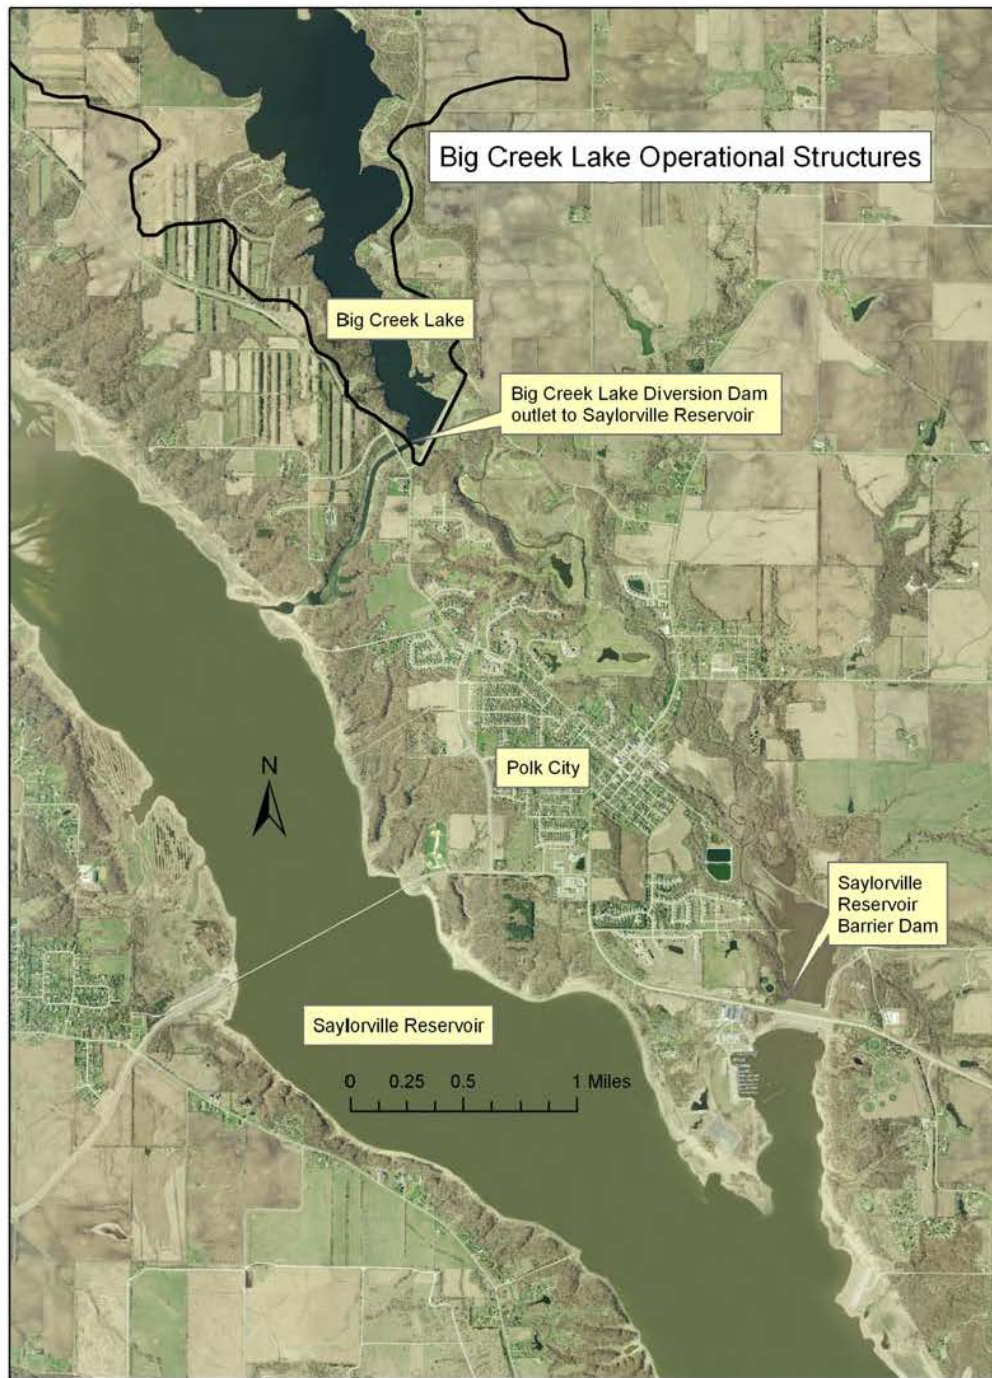 Big Creek Lake Operational Structures
Big Creek Lake
Big Creek Lake Diversion Dam
outlet to Saylorville Reservoir
N
Polk City
Saylorville
Reservoir
Barrier Dam
Saylorville Reservoir
0 0.25 0.5 1 Miles